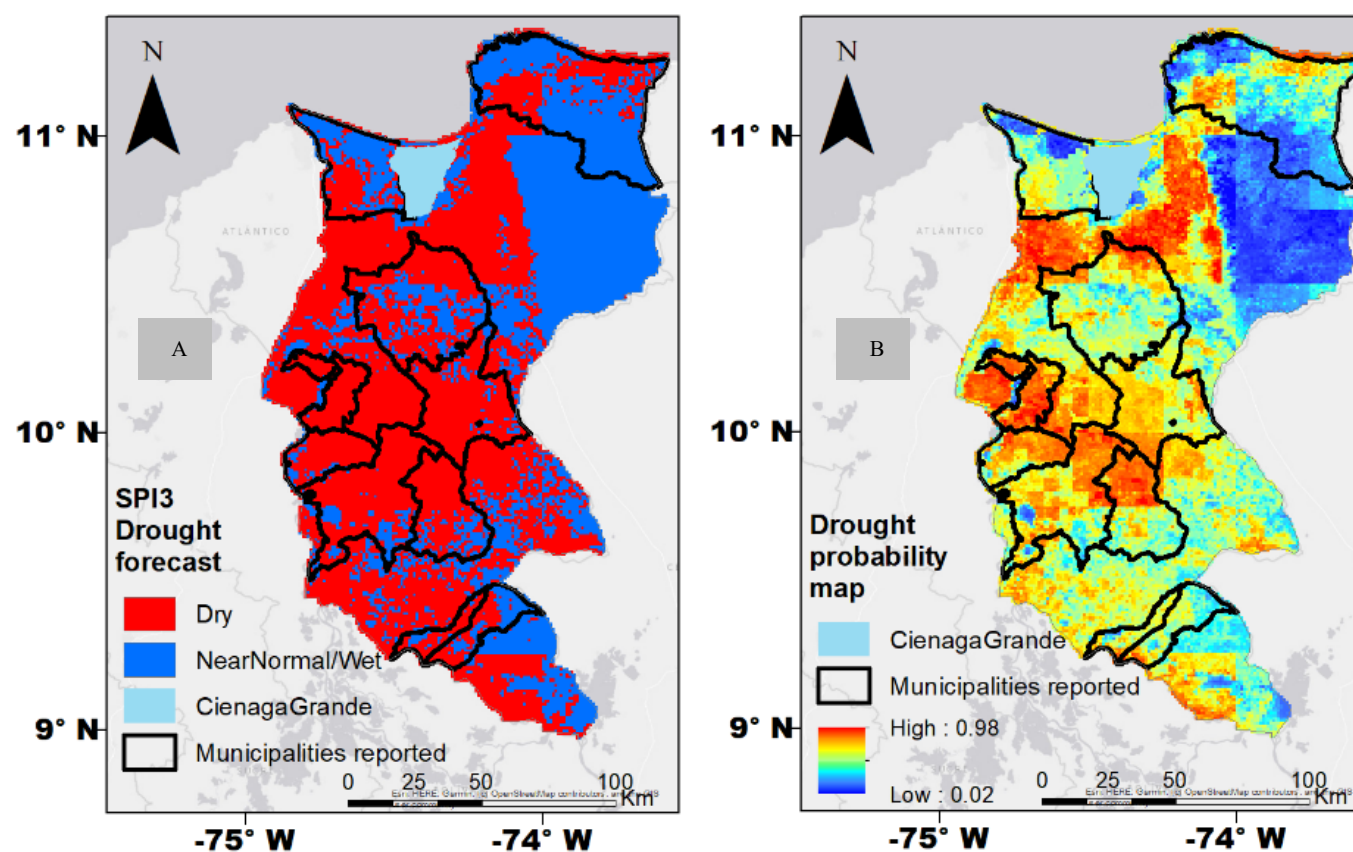 N
11° N
ATLÁNTICO
A
10° N
SPI3
Drought
forecast
Dry
NearNormal/Wet
CienagaGrande
9° N
Municipalities reported
0 25 50 100
Km
-75° W -74° W
N
11° N
ATLÁNTICO
B
10° N
Drought
probability
map
CienagaGrande
Municipalities reported
9° N
High : 0.98
Low : 0.02
0 25 50 100
Km
-75° W -74° W